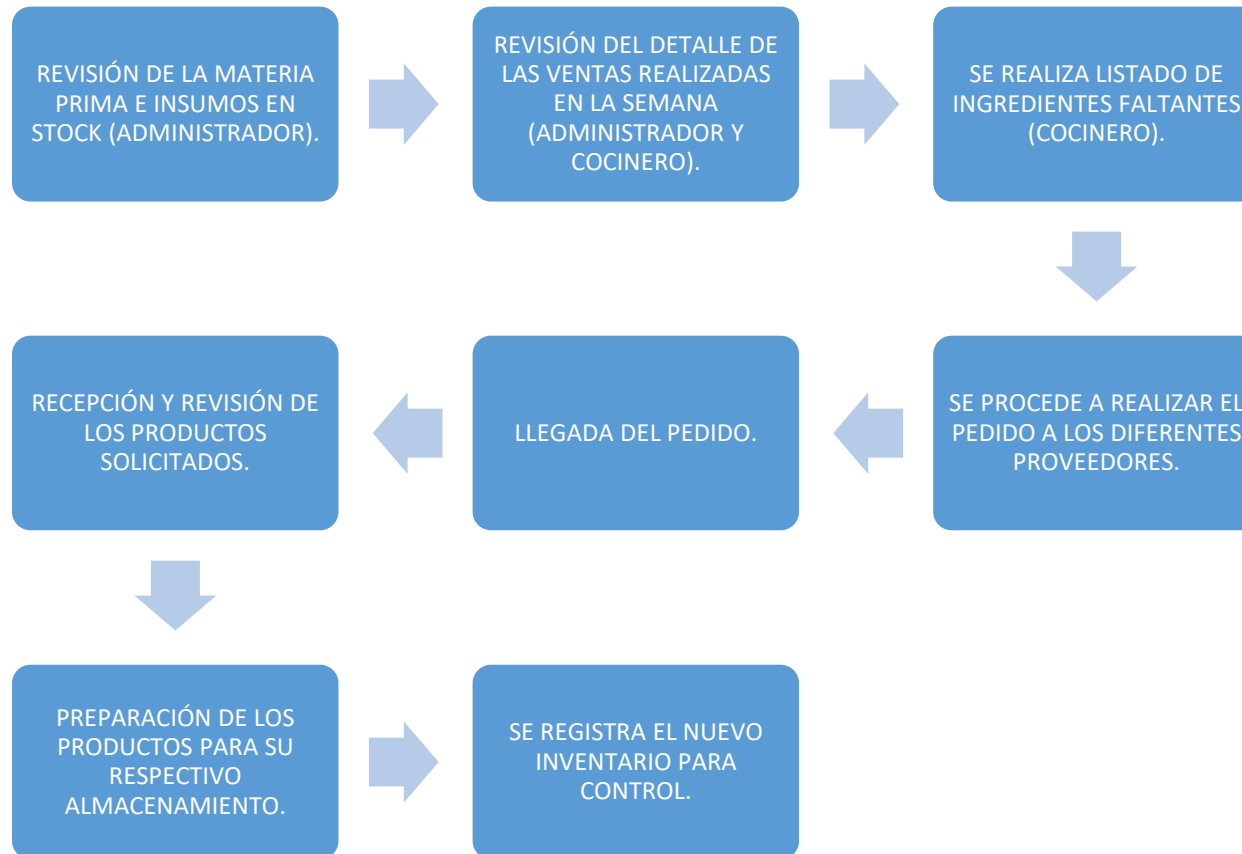 REVISIÓN DE LA MATERIA
PRIMA E INSUMOS EN
STOCK (ADMINISTRADOR).
REVISIÓN DEL DETALLE DE
LAS VENTAS REALIZADAS
EN LA SEMANA
(ADMINISTRADOR Y
COCINERO).
SE REALIZA LISTADO DE
INGREDIENTES FALTANTES
(COCINERO).
SE PROCEDE A REALIZAR EL
PEDIDO A LOS DIFERENTES
PROVEEDORES.
LLEGADA DEL PEDIDO.
RECEPCIÓN Y REVISIÓN DE
LOS PRODUCTOS
SOLICITADOS.
PREPARACIÓN DE LOS
PRODUCTOS PARA SU
RESPECTIVO
ALMACENAMIENTO.
SE REGISTRA EL NUEVO
INVENTARIO PARA
CONTROL.